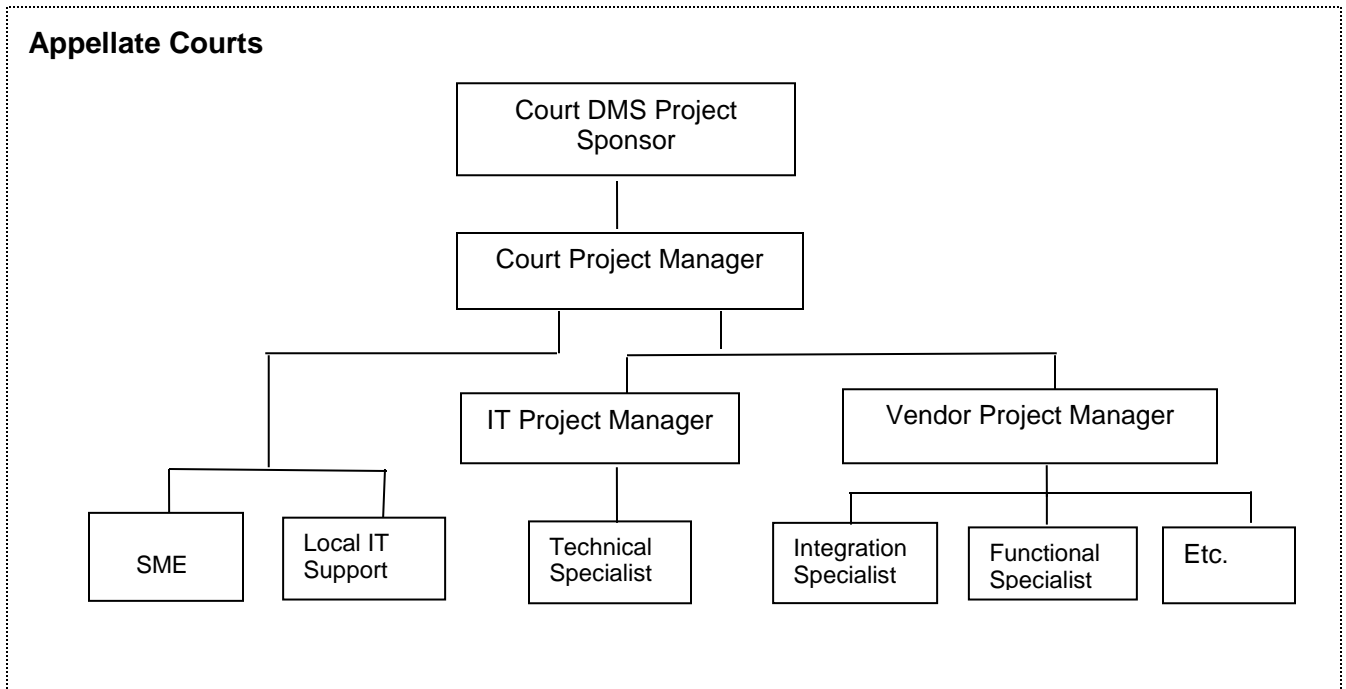 Appellate Courts
Court DMS Project
Sponsor
Court Project Manager
IT Project Manager
Vendor Project Manager
SME
Local IT
Support
Technical
Specialist
Integration
Specialist
Functional
Specialist
Etc.